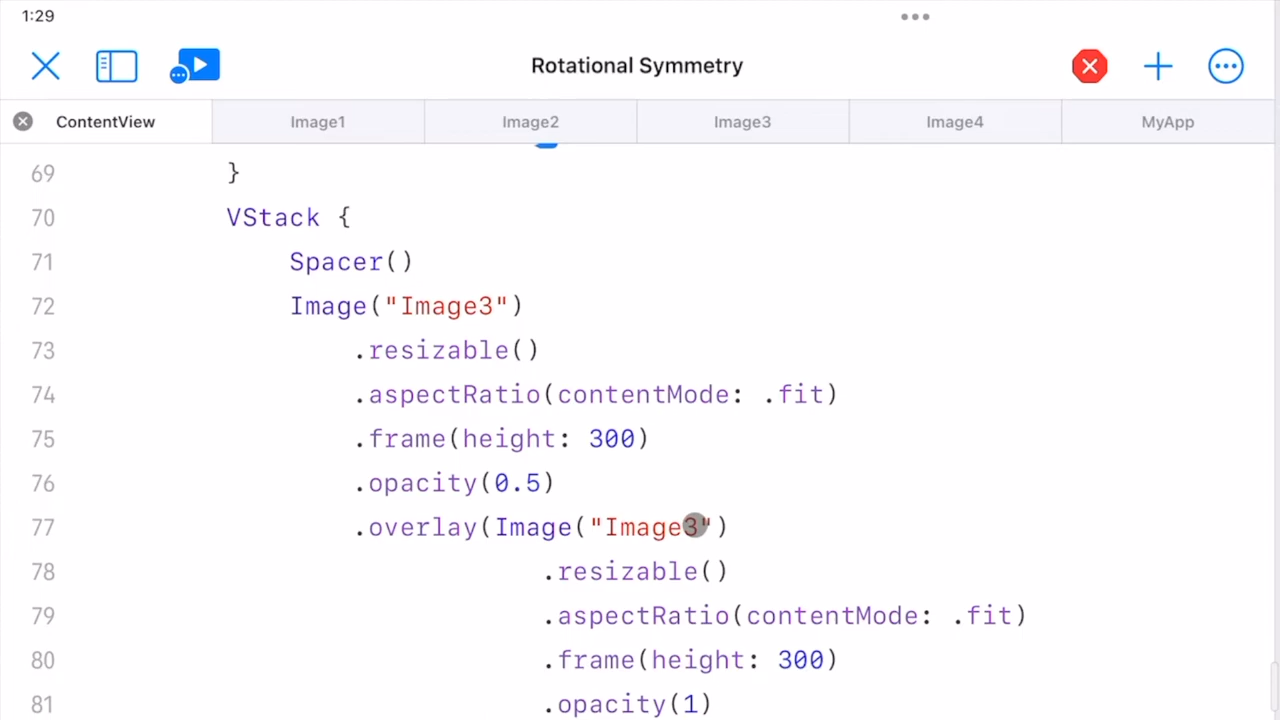 1:29
Rotational Symmetry
ContentView
Image1
Image2
Image3
Image4
MyApp
69 }
70 VStack {
71 Spacer()
72 Image("Image3")
73 .resizable()
74 .aspectRatio(contentMode: .fit)
75 .frame(height: 300)
76 .opacity(0.5)
77 .overlay(Image("Image3")
78 .resizable()
79 .aspectRatio(contentMode: .fit)
80 .frame(height: 300)
81 .opacity(1)